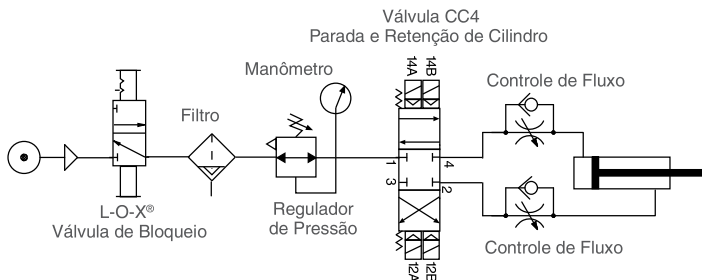 Válvula CC4
Parada e Retenção de Cilindro
14A
14B
Manômetro
Controle de Fluxo
Filtro
1
4
3
2
L-O-X®
Válvula de Bloqueio
Regulador
de Pressão
Controle de Fluxo
12A
12B